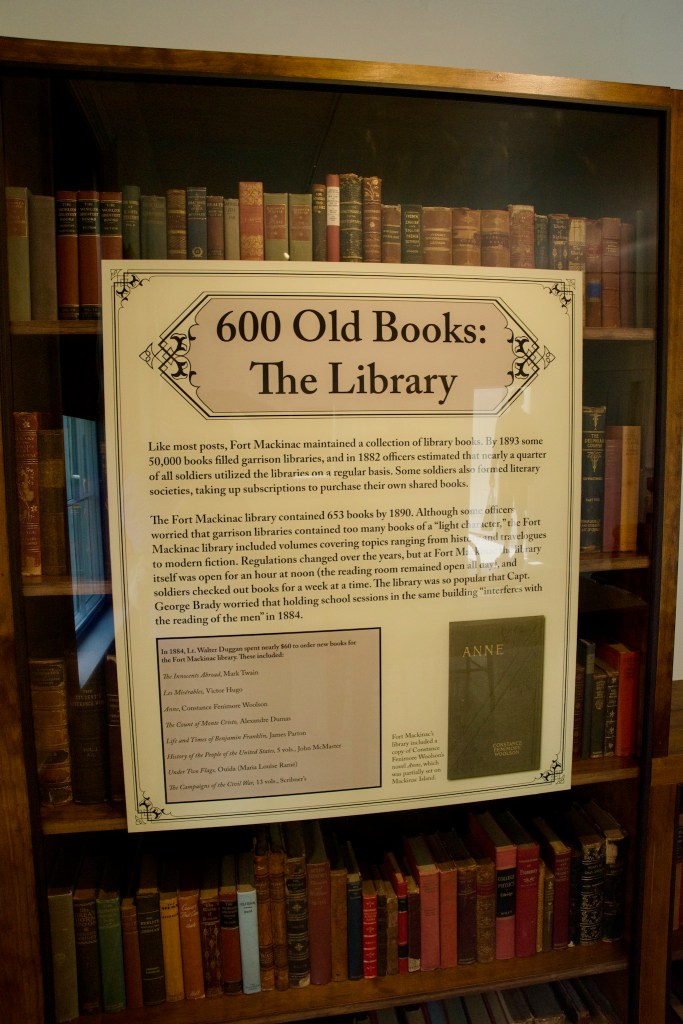 600 Old Books:
The Library
Like most posts, Fort Mackinac maintained a collection of library books. By 1893 some
50,000 books filled garrison libraries, and in 1882 officers estimated that nearly a quarter
of all soldiers utilized the libraries on a regular basis. Some soldiers also formed literary
societies, taking up subscriptions to purchase their own shared books.
The Fort Mackinac library contained 653 books by 1890. Although some officers
worried that garrison libraries contained too many books of a “light character,” the Fort
Mackinac library included volumes covering topics ranging from history and travelogues
to modern fiction. Regulations changed over the years, but at Fort Mackinac the library
itself was open for an hour at noon (the reading room remained open all day), and
soldiers checked out books for a week at a time. The library was so popular that Capt.
George Brady worried that holding school sessions in the same building “interferes with
the reading of the men” in 1884.
In 1884, Lt. Walter Duggan spent nearly $60 to order new books for
the Fort Mackinac library. These included:
The Innocents Abroad, Mark Twain
Les Misérables, Victor Hugo
Anne, Constance Fenimore Woolson
The Count of Monte Cristo, Alexandre Dumas
Life and Times of Benjamin Franklin, James Parton
History of the People of the United States, 5 vols., John McMaster
Under Two Flags, Ouida (Maria Louise Ramé)
The Campaigns of the Civil War, 13 vols., Scribner's
Fort Mackinac's
library included a
copy of Constance
Fenimore Woolson's
novel Anne, which
was partially set on
Mackinac Island.
ANNE
CONSTANCE
FENIMORE
WOOLSON